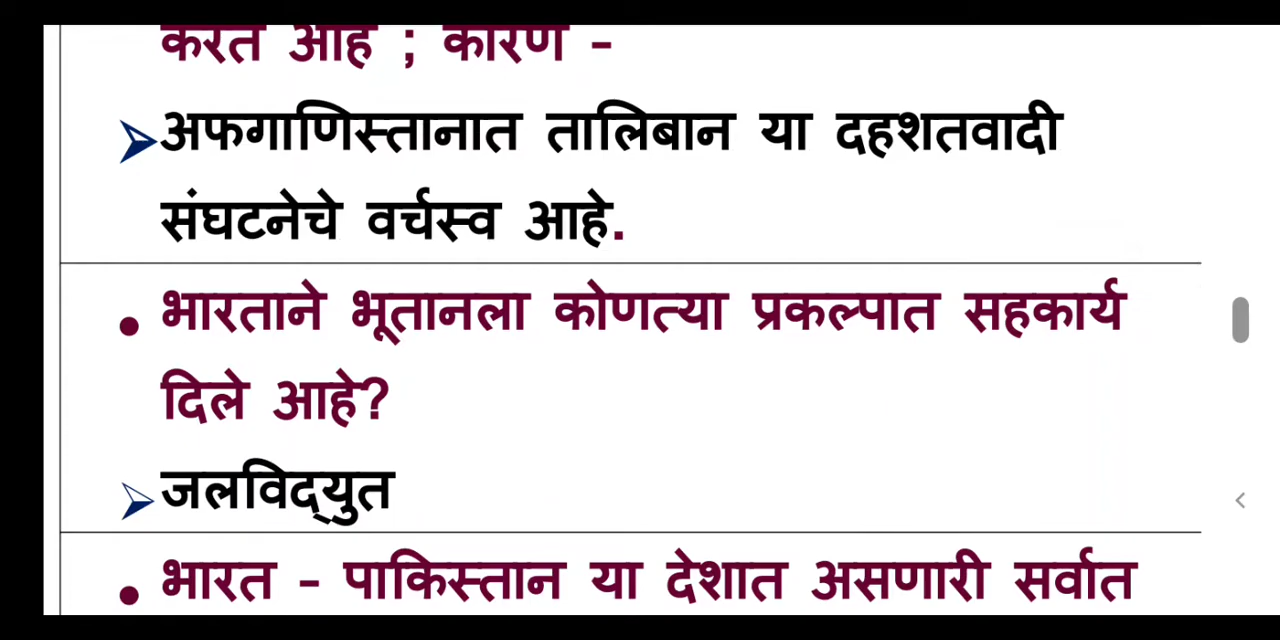 करत आहे ; कारण -
अफगाणिस्तानात तालिबान या दहशतवादी
संघटनेचे वर्चस्व आहे.
भारताने भूतानला कोणत्या प्रकल्पात सहकार्य
दिले आहे?
जलविद्‌युत
भारत - पाकिस्तान या देशात असणारी सर्वात